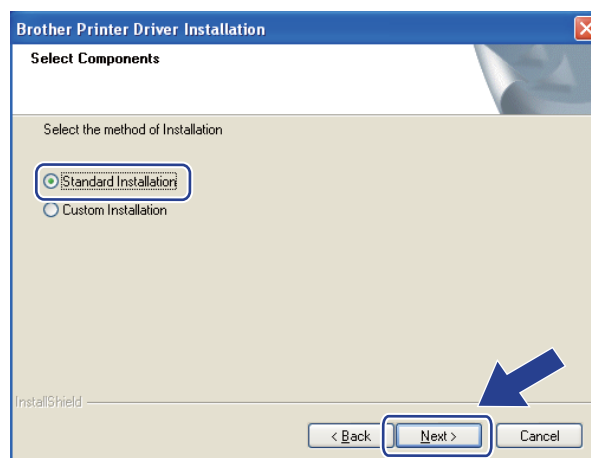 Brother Printer Driver Installation
Select Components
Select the method of Installation
Standard Installation
Custom Installation
InstallShield
< Back Next > Cancel